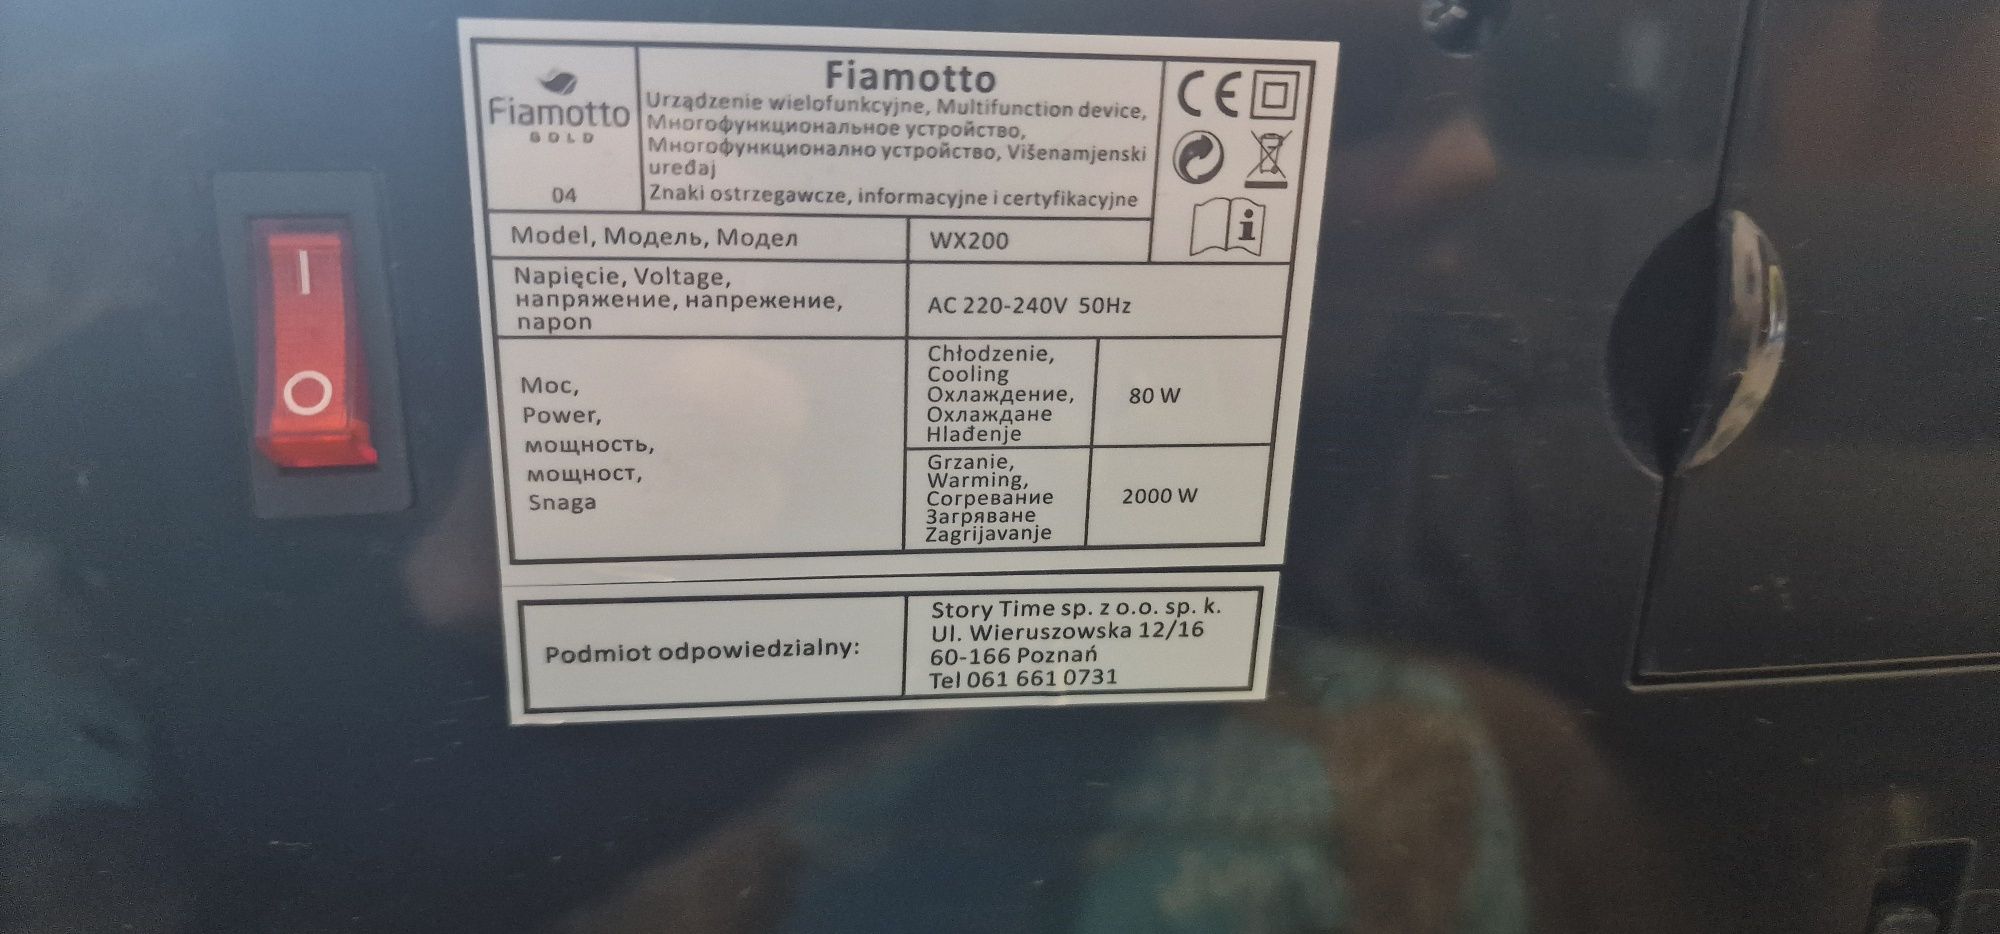 Fiamotto
GOLD
04
Fiamotto
Urządzenie wielofunkcyjne, Multifunction device,
Многофункциональное устройство,
Многофункционално устройство, Višenamjenski
uređaj
Znaki ostrzegawcze, informacyjne i certyfikacyjne
CE
i
Model, Модель, Модел
WX200
Napięcie, Voltage,
напряжение, напрежение,
napon
AC 220-240V 50Hz
Moc,
Power,
мощность,
мощност,
Snaga
Chłodzenie,
Cooling
Охлаждение,
Охлаждане
Hlađenje
80 W
Grzanie,
Warming,
Согревание
Загряване
Zagrijavanje
2000 W
Podmiot odpowiedzialny:
Story Time sp. z o.o. sp. k.
Ul. Wieruszowska 12/16
60-166 Poznań
Tel 061 661 0731
I
O